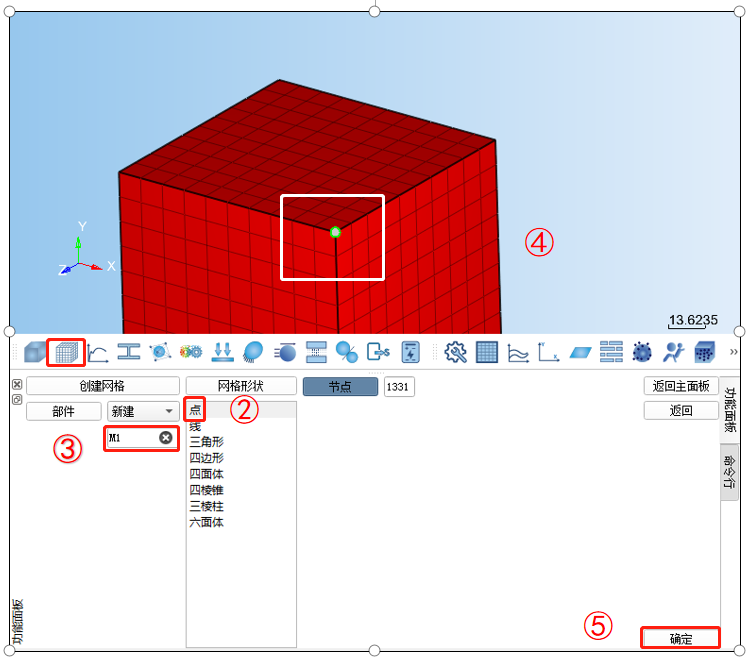 Y
X
Z
④
13.6235
»
创建网格
网格形状
节点
1331
返回主面板
部件
新建
点
②
返回
③
M1
线
三角形
四边形
四面体
四棱锥
三棱柱
六面体
功能面板
命令行
功能面板
⑤
确定